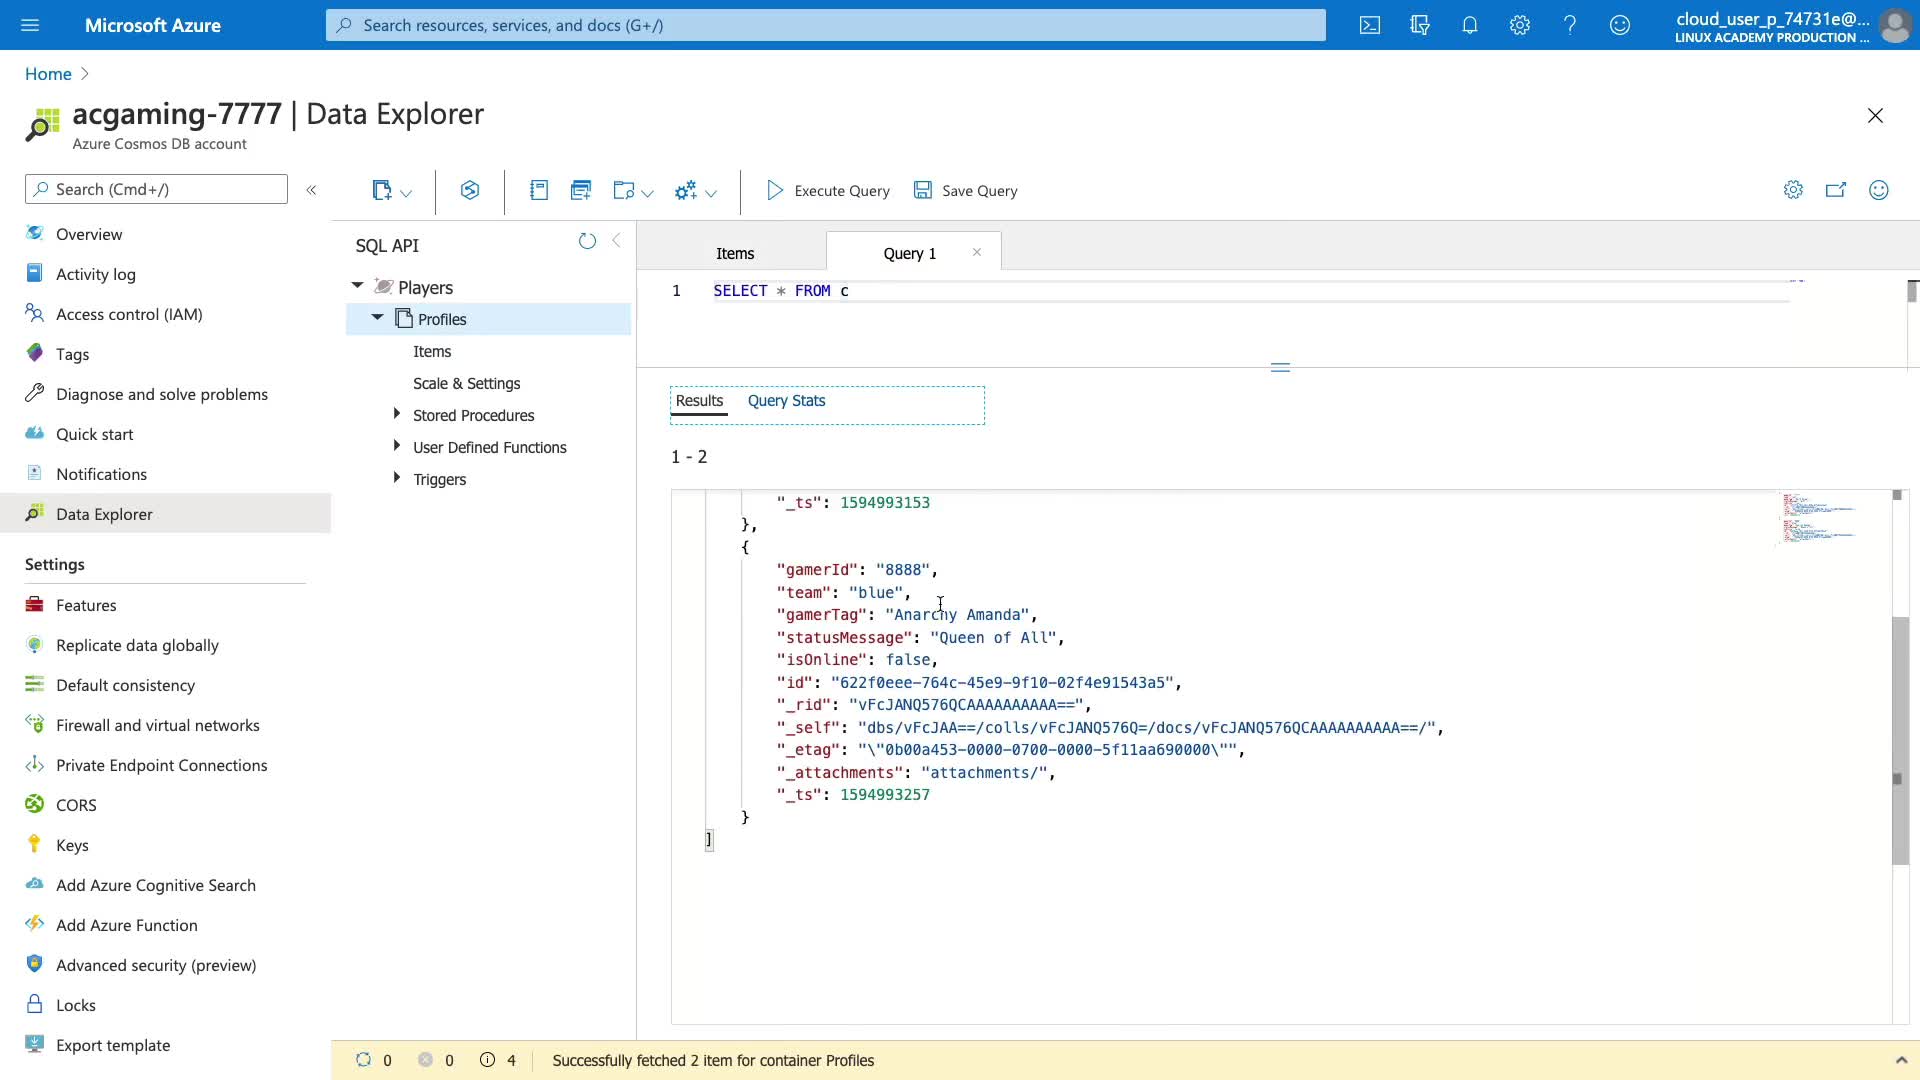 Microsoft Azure
Search resources, services, and docs (G+/)
cloud_user_p_74731e@...
LINUX ACADEMY PRODUCTION ...
Home
acgaming-7777 | Data Explorer
Azure Cosmos DB account
Search (Cmd+/)
Overview
Activity log
Access control (IAM)
Tags
Diagnose and solve problems
Quick start
Notifications
Data Explorer
Settings
Features
Replicate data globally
Default consistency
Firewall and virtual networks
Private Endpoint Connections
CORS
Keys
Add Azure Cognitive Search
Add Azure Function
Advanced security (preview)
Locks
Export template
Execute Query
Save Query
SQL API
Players
Profiles
Items
Scale & Settings
Stored Procedures
User Defined Functions
Triggers
Items
Query 1
1 SELECT * FROM c
Results Query Stats
1 - 2
"_ts": 1594993153
},
{
"gamerId": "8888",
"team": "blue",
"gamerTag": "Anarchy Amanda",
"statusMessage": "Queen of All",
"isOnline": false,
"id": "622f0eee-764c-45e9-9f10-02f4e91543a5",
"_rid": "vFcJANQ576QCAAAAAAAAAA==",
"_self": "dbs/vFcJAA==/colls/vFcJANQ576Q=/docs/vFcJANQ576QCAAAAAAAAAA==/",
"_etag": "\"0b00a453-0000-0700-0000-5f11aa690000\"",
"_attachments": "attachments/",
"_ts": 1594993257
}
]
0 0 4 Successfully fetched 2 item for container Profiles